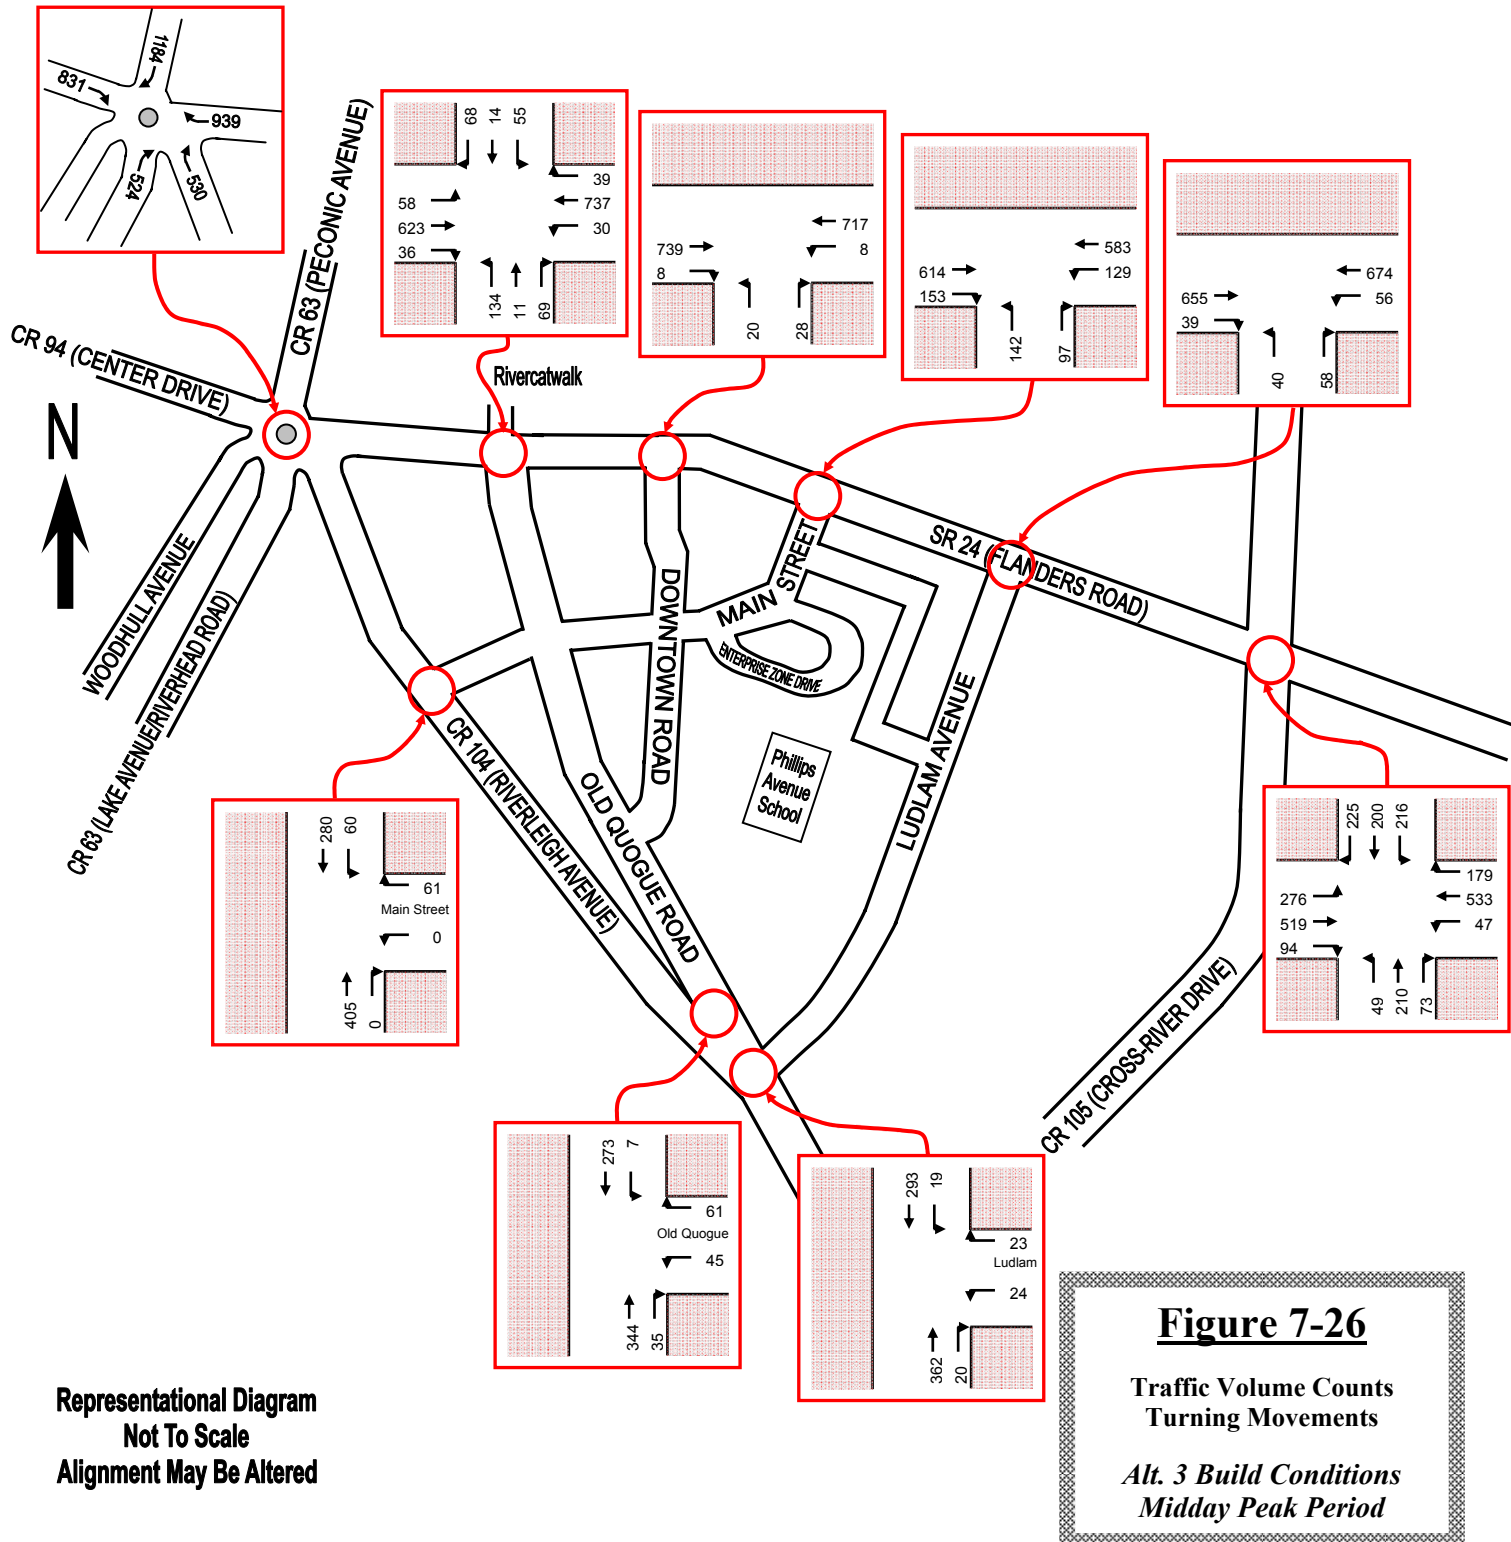 1184
831
939
524
530
68 14 55
39
58
737
623
30
36
134 11 69
717
739
8
8
20 28
583
614
129
153
142 97
674
655
56
39
40 58
CR 63 (PECONIC AVENUE)
CR 94 (CENTER DRIVE)
Rivercatwalk
N
WOODHULL AVENUE
CR 63 (LAKE AVENUE/RIVERHEAD ROAD)
SR 24 (FLANDERS ROAD)
MAIN STREET
ENTERPRISE ZONE DRIVE
DOWNTOWN ROAD
CR 104 (RIVERLEIGH AVENUE)
OLD QUOGUE ROAD
Phillips
Avenue
School
LUDLAM AVENUE
CR 105 (CROSS-RIVER DRIVE)
280 60
61
Main Street
0
405 0
225 200 216
179
276
533
519
47
94
49 210 73
273 7
61
Old Quogue
45
344 35
293 19
23
Ludlam
24
362 20
Representational Diagram
Not To Scale
Alignment May Be Altered
Figure 7-26
Traffic Volume Counts
Turning Movements
Alt. 3 Build Conditions
Midday Peak Period